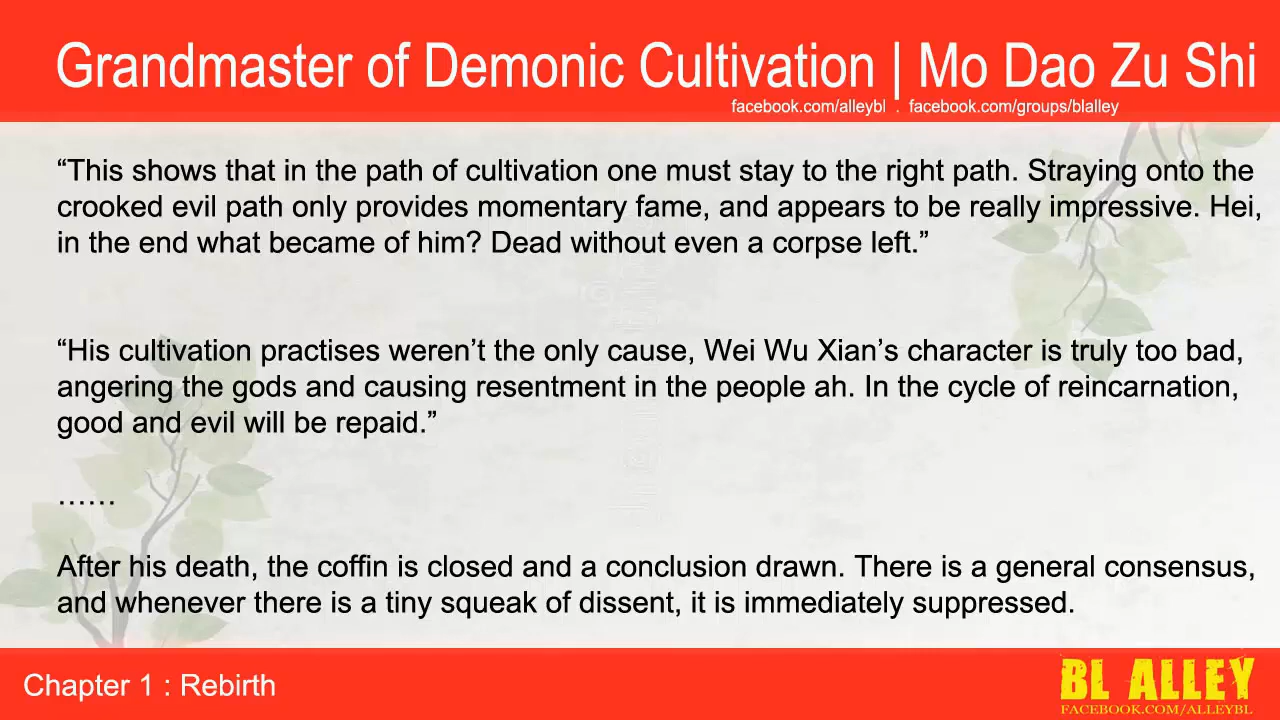 Grandmaster of Demonic Cultivation | Mo Dao Zu Shi
facebook.com/alleybl . facebook.com/groups/blalley
“This shows that in the path of cultivation one must stay to the right path. Straying onto the
crooked evil path only provides momentary fame, and appears to be really impressive. Hei,
in the end what became of him? Dead without even a corpse left.”
“His cultivation practises weren’t the only cause, Wei Wu Xian’s character is truly too bad,
angering the gods and causing resentment in the people ah. In the cycle of reincarnation,
good and evil will be repaid.”
……
After his death, the coffin is closed and a conclusion drawn. There is a general consensus,
and whenever there is a tiny squeak of dissent, it is immediately suppressed.
Chapter 1 : Rebirth
BL ALLEY
FACEBOOK.COM/ALLEYBL